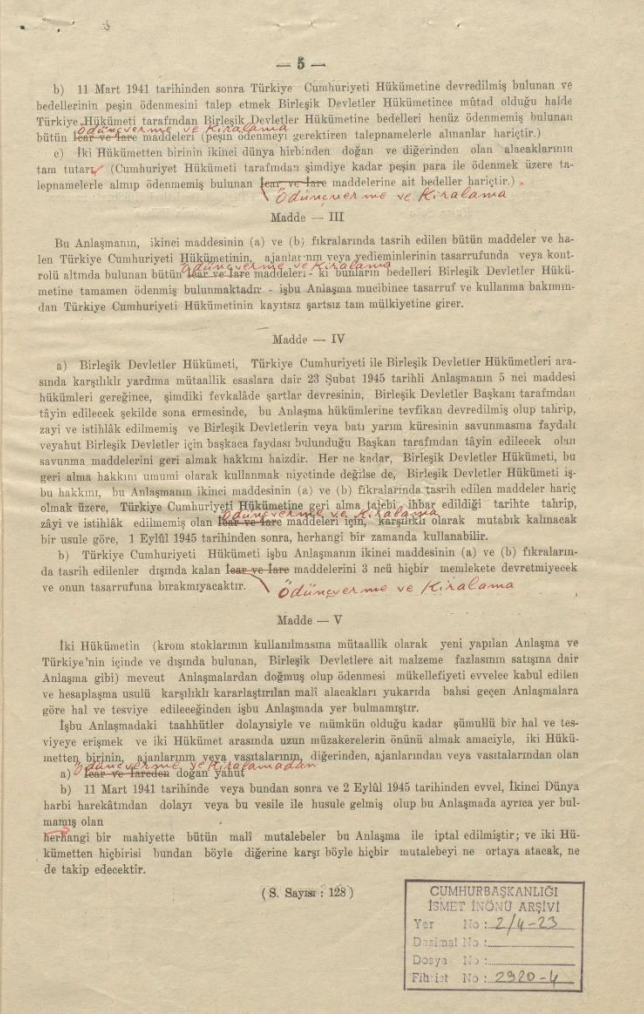 — 5 —
b) 11 Mart 1941 tarihinden sonra Türkiye Cumhuriyeti Hükümetine devredilmiş bulunan ve
bedellerinin peşin ödenmesini talep etmek Birleşik Devletler Hükümetince mûtad olduğu halde
Türkiye Hükümeti tarafından Birleşik Devletler Hükümetine bedelleri henüz ödenmemiş bulunan
ödünçverme ve Kiralama
bütün Icar ve Iare maddeleri (peşin ödenmeyi gerektiren talepnamelerle alınanlar hariçtir.)
c) İki Hükümetten birinin ikinci dünya hirbinden doğan ve diğerinden olan alacaklarının
tam tutarı (Cumhuriyet Hükümeti tarafından şimdiye kadar peşin para ile ödenmek üzere ta-
lepnamelerle alınıp ödenmemiş bulunan Icar ve Iare maddelerine ait bedeller hariçtir.)
Ödünçverme ve Kiralama
Madde — III
Bu Anlaşmanın, ikinci maddesinin (a) ve (b) fıkralarında tasrih edilen bütün maddeler ve ha-
len Türkiye Cumhuriyeti Hükümetinin, ajanlarının veya yedieminlerinin tasarrufunda veya kont-
ödünçverme ve Kiralama
rolü altında bulunan bütün Icar ve Iare maddeleri - ki bunların bedelleri Birleşik Devletler Hükü-
metine tamamen ödenmiş bulunmaktadır - işbu Anlaşma mucibince tasarruf ve kullanma bakımın-
dan Türkiye Cumhuriyeti Hükümetinin kayıtsız şartsız tam mülkiyetine girer.
Madde — IV
a) Birleşik Devletler Hükümeti, Türkiye Cumhuriyeti ile Birleşik Devletler Hükümetleri ara-
sında karşılıklı yardıma mütaallik esaslara dair 23 Şubat 1945 tarihli Anlaşmanın 5 nci maddesi
hükümleri gereğince, şimdiki fevkalâde şartlar devresinin, Birleşik Devletler Başkanı tarafından
tâyin edilecek şekilde sona ermesinde, bu Anlaşma hükümlerine tevfikan devredilmiş olup tahrip,
zayi ve istihlâk edilmemiş ve Birleşik Devletlerin veya batı yarım küresinin savunmasına faydalı
veyahut Birleşik Devletler için başkaca faydası bulunduğu Başkan tarafından tâyin edilecek olan
savunma maddelerini geri almak hakkını haizdir. Her ne kadar, Birleşik Devletler Hükümeti, bu
geri alma hakkını umumi olarak kullanmak niyetinde değilse de, Birleşik Devletler Hükümeti iş-
bu hakkını, bu Anlaşmanın ikinci maddesinin (a) ve (b) fıkralarında tasrih edilen maddeler hariç
olmak üzere, Türkiye Cumhuriyeti Hükümetine geri alma talebi ihbar edildiği tarihte tahrip,
ödünçverme ve Kiralama
zâyi ve istihlâk edilmemiş olan Icar ve Iare maddeleri için, karşılıklı olarak mutabık kalınacak
bir usule göre, 1 Eylûl 1945 tarihinden sonra, herhangi bir zamanda kullanabilir.
b) Türkiye Cumhuriyeti Hükümeti işbu Anlaşmanın ikinci maddesinin (a) ve (b) fıkraların-
da tasrih edilenler dışında kalan Icar ve Iare maddelerini 3 ncü hiçbir memlekete devretmiyecek
ve onun tasarrufuna bırakmıyacaktır.
Ödünçverme ve Kiralama
Madde — V
İki Hükümetin (krom stoklarının kullanılmasına mütaallik olarak yeni yapılan Anlaşma ve
Türkiye'nin içinde ve dışında bulunan, Birleşik Devletlere ait malzeme fazlasının satışına dair
Anlaşma gibi) mevcut Anlaşmalardan doğmuş olup ödenmesi mükellefiyeti evvelce kabul edilen
ve hesaplaşma usulü karşılıklı kararlaştırılan malî alacakları yukarıda bahsi geçen Anlaşmalara
göre hal ve tesviye edileceğinden işbu Anlaşmada yer bulmamıştır.
İşbu Anlaşmadaki taahhütler dolayısiyle ve mümkün olduğu kadar şümullü bir hal ve tes-
viyeye erişmek ve iki Hükümet arasında uzun müzakerelerin önünü almak amaciyle, iki Hükü-
metten birinin, ajanlarının veya vasıtalarının, diğerinden, ajanlarından veya vasıtalarından olan
Ödünçverme ve Kiralamadan
a) Icar ve Iareden doğan yahut
b) 11 Mart 1941 tarihinde veya bundan sonra ve 2 Eylûl 1945 tarihinden evvel, İkinci Dünya
harbi harekâtından dolayı veya bu vesile ile husule gelmiş olup bu Anlaşmada ayrıca yer bul-
mamış olan
herhangi bir mahiyette bütün malî mutalebeler bu Anlaşma ile iptal edilmiştir; ve iki Hü-
kümetten hiçbirisi bundan böyle diğerine karşı böyle hiçbir mutalebeyi ne ortaya atacak, ne
de takip edecektir.
(S. Sayısı : 128)
CUMHURBAŞKANLIĞI
İSMET İNÖNÜ ARŞİVİ
Yer No : 2/4-23
Desimal No :
Dosya No :
Fihrist No : 2920-4